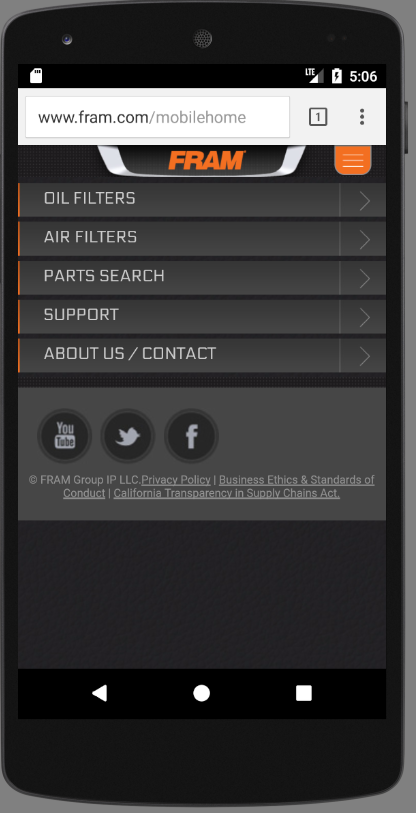 LTE 5:06
www.fram.com/mobilehome
1
FRAM
OIL FILTERS
AIR FILTERS
PARTS SEARCH
SUPPORT
ABOUT US / CONTACT
You
Tube
f
© FRAM Group IP LLC.Privacy Policy | Business Ethics & Standards of
Conduct | California Transparency in Supply Chains Act.